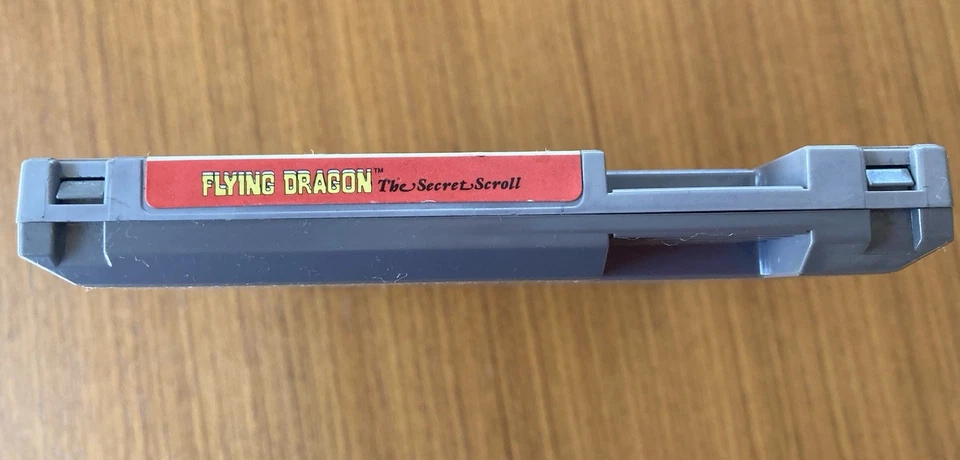 FLYING DRAGON™ The Secret Scroll